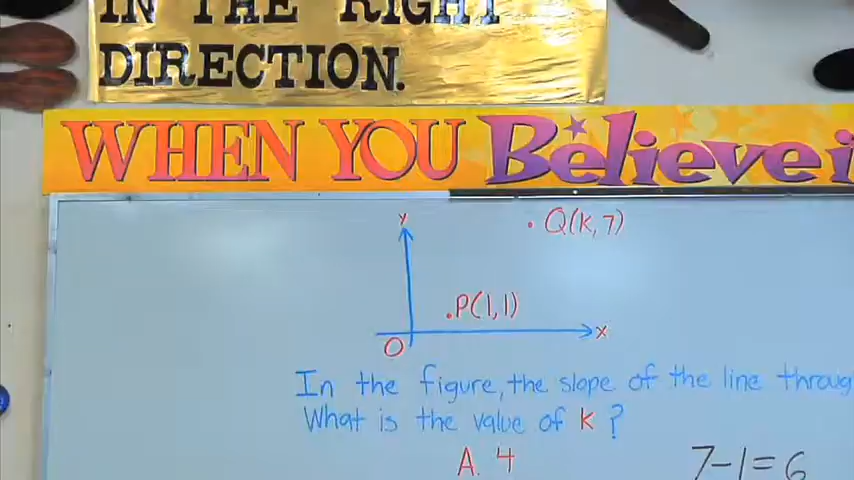 IN THE RIGHT
DIRECTION.
WHEN YOU Believe i
Y
Q(K,7)
P(1,1)
O
X
In the figure, the slope of the line throug
What is the value of K ?
A. 4
7-1=6